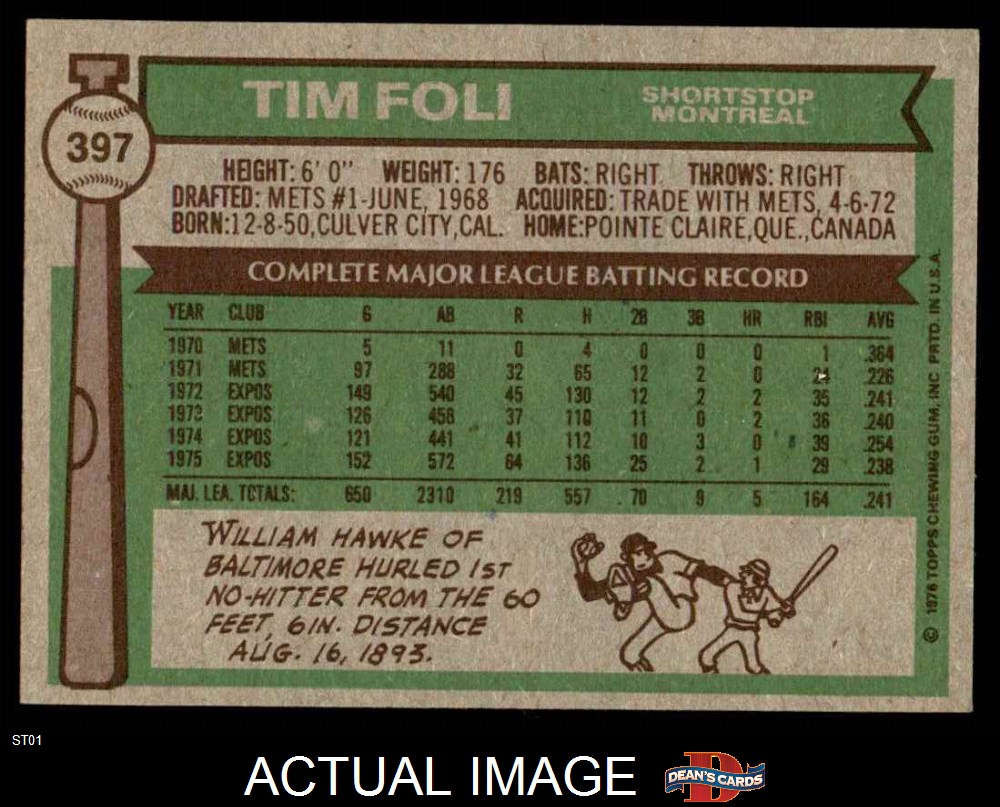 TIM FOLI
SHORTSTOP
MONTREAL
397
HEIGHT: 6' 0" WEIGHT: 176 BATS: RIGHT THROWS: RIGHT
DRAFTED: METS #1-JUNE, 1968 ACQUIRED: TRADE WITH METS, 4-6-72
BORN:12-8-50,CULVER CITY,CAL. HOME:POINTE CLAIRE,QUE.,CANADA
COMPLETE MAJOR LEAGUE BATTING RECORD
YEAR CLUB G AB R H 2B 3B HR RBI AVG
1970 METS 5 11 0 4 0 0 0 1 .364
1971 METS 97 288 32 65 12 2 0 24 .226
1972 EXPOS 149 540 45 130 12 2 2 35 .241
1973 EXPOS 126 458 37 110 11 0 2 36 .240
1974 EXPOS 121 441 41 112 10 3 0 39 .254
1975 EXPOS 152 572 64 136 25 2 1 29 .238
MAJ. LEA. TOTALS: 650 2310 219 557 70 9 5 164 .241
WILLIAM HAWKE OF
BALTIMORE HURLED 1ST
NO-HITTER FROM THE 60
FEET, 6IN. DISTANCE
AUG. 16, 1893.
© 1976 TOPPS CHEWING GUM, INC. PRTD. IN U.S.A.
ST01
ACTUAL IMAGE
DEAN'S CARDS